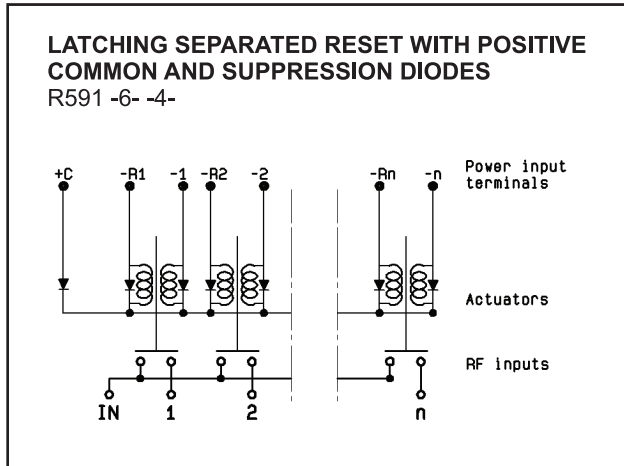 LATCHING SEPARATED RESET WITH POSITIVE
COMMON AND SUPPRESSION DIODES
R591 -6- -4-
+C -R1 -1 -R2 -2 -Rn -n
Power input
terminals
Actuators
RF inputs
IN 1 2 n